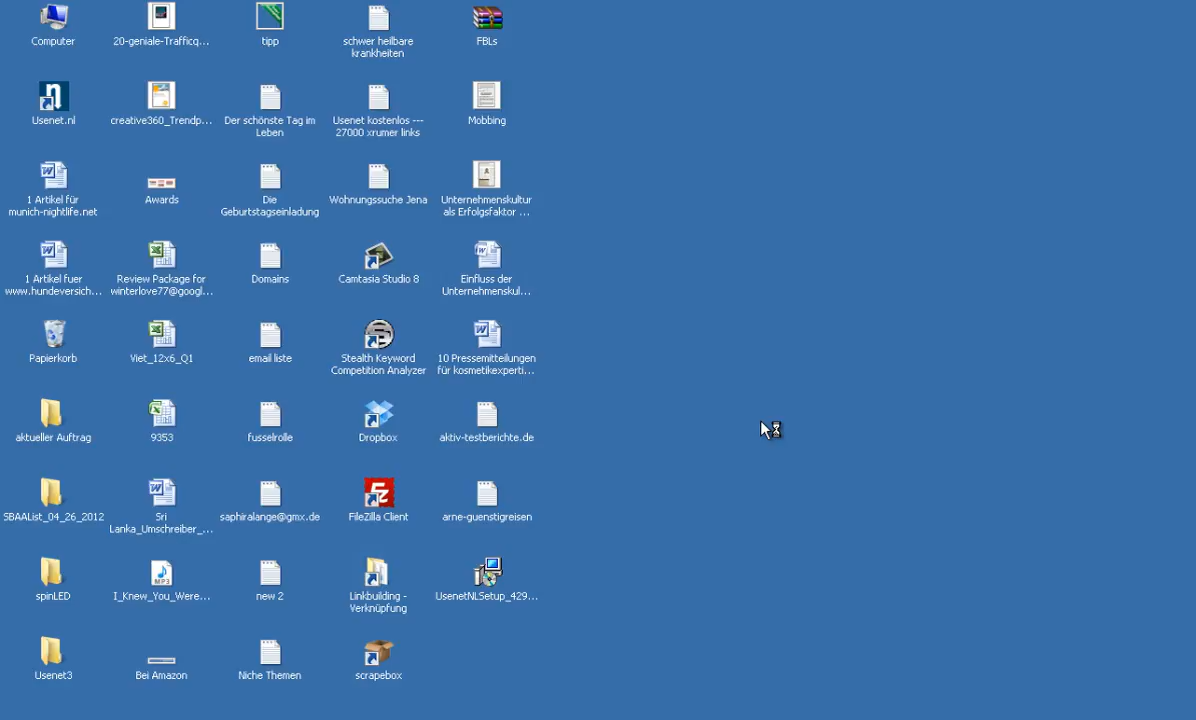 Computer
20-geniale-Trafficq...
tipp
schwer heilbare
krankheiten
FBLs
Usenet.nl
creative360_Trendp...
Der schönste Tag im
Leben
Usenet kostenlos ---
27000 xrumer links
Mobbing
1 Artikel für
munich-nightlife.net
Awards
Die
Geburtstagseinladung
Wohnungssuche Jena
Unternehmenskultur
als Erfolgsfaktor ...
1 Artikel fuer
www.hundeversich...
Review Package for
winterlove77@googl...
Domains
Camtasia Studio 8
Einfluss der
Unternehmenskul...
Papierkorb
Viet_12x6_Q1
email liste
Stealth Keyword
Competition Analyzer
10 Pressemitteilungen
für kosmetikexperti...
aktueller Auftrag
9353
fusselrolle
Dropbox
aktiv-testberichte.de
SBAAList_04_26_2012
Sri
Lanka_Umschreiber_...
saphiralange@gmx.de
FileZilla Client
arne-guenstigreisen
spinLED
I_Knew_You_Were...
new 2
Linkbuilding -
Verknüpfung
UsenetNLSetup_429...
Usenet3
Bei Amazon
Niche Themen
scrapebox